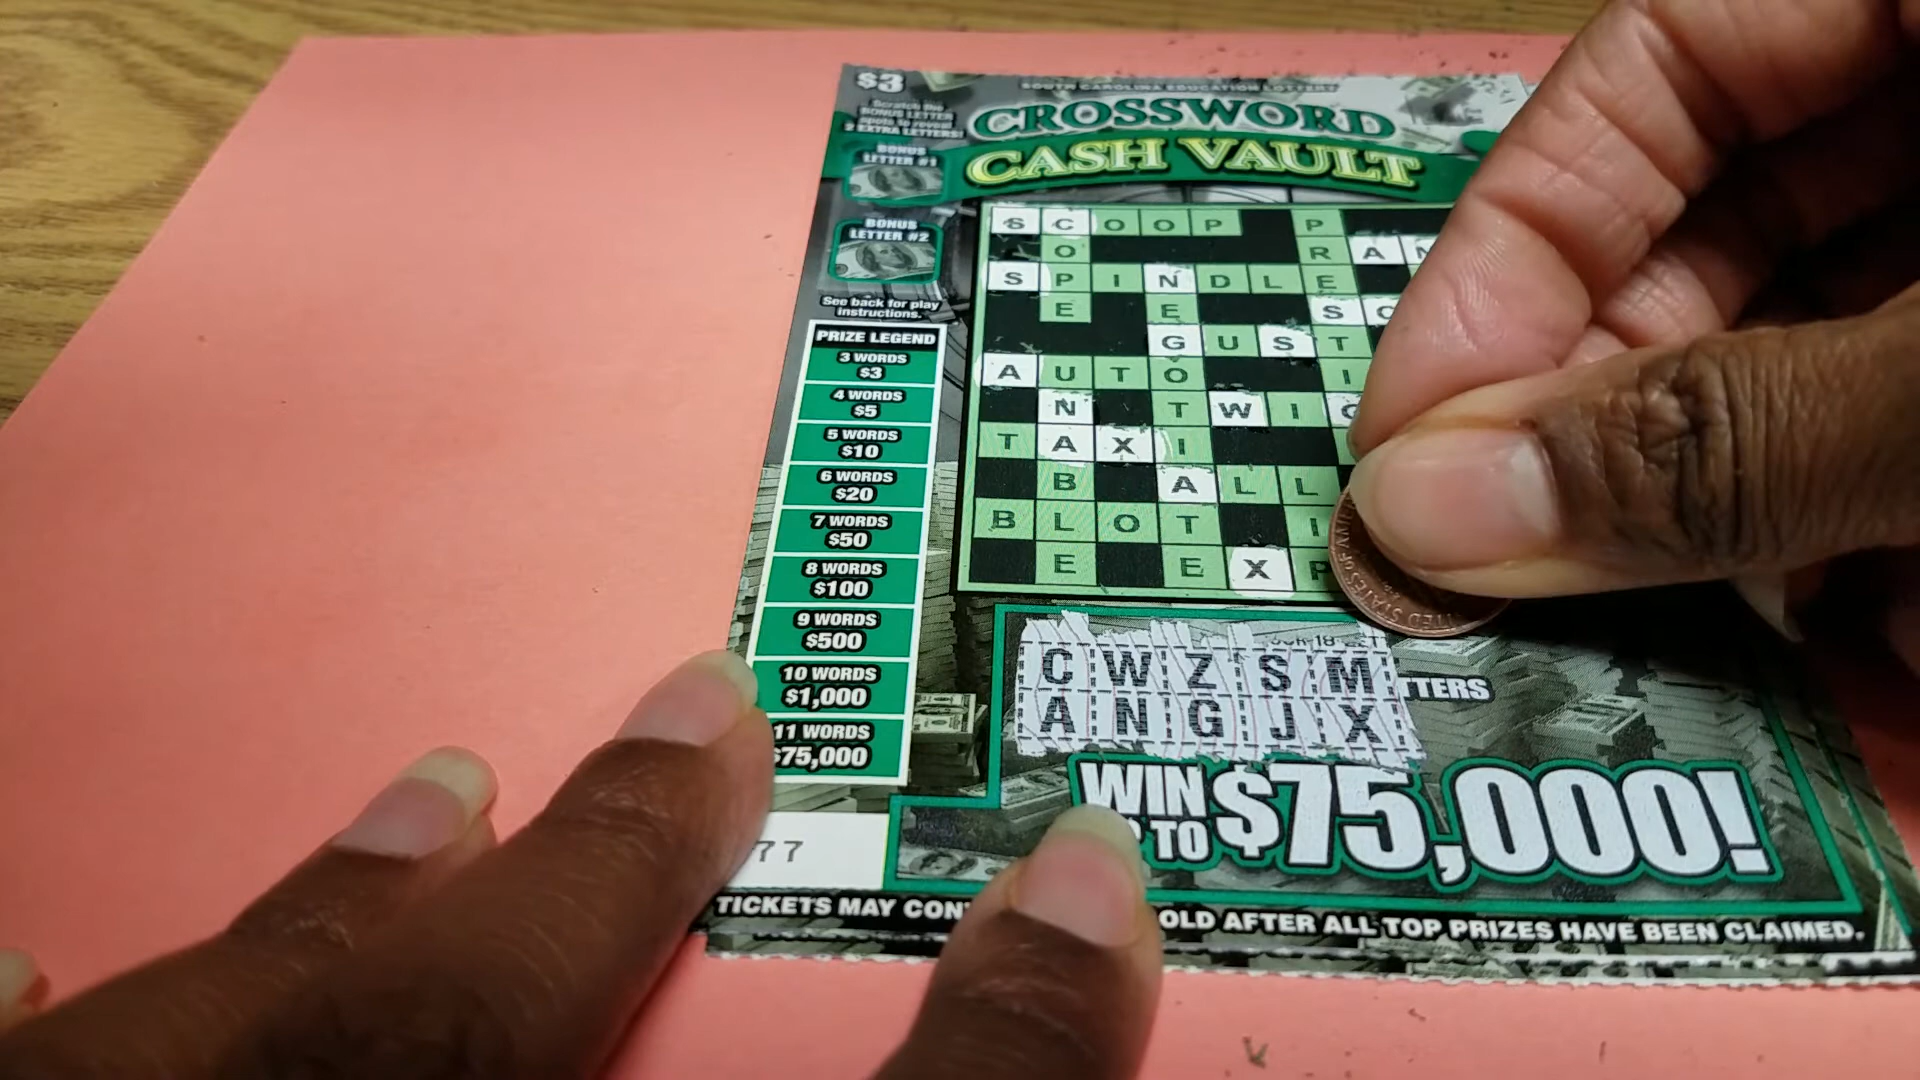 $3
SOUTH CAROLINA EDUCATION LOTTERY
Scratch the
BONUS LETTER
spots to reveal
2 EXTRA LETTERS!
CROSSWORD
CASH VAULT
BONUS
LETTER #1
BONUS
LETTER #2
See back for play
instructions.
PRIZE LEGEND
3 WORDS
$3
4 WORDS
$5
5 WORDS
$10
6 WORDS
$20
7 WORDS
$50
8 WORDS
$100
9 WORDS
$500
10 WORDS
$1,000
11 WORDS
$75,000
S C O O P P
O R A N
S P I N D L E E
E E S C
G U S T
A U T O I
N T W I C
T A X I
B A L L
B L O T I
E E X P
C W Z S M
A N G J X
TTERS
WIN
UP TO
$75,000!
77
TICKETS MAY CON
OLD AFTER ALL TOP PRIZES HAVE BEEN CLAIMED.
UNITED STATES OF